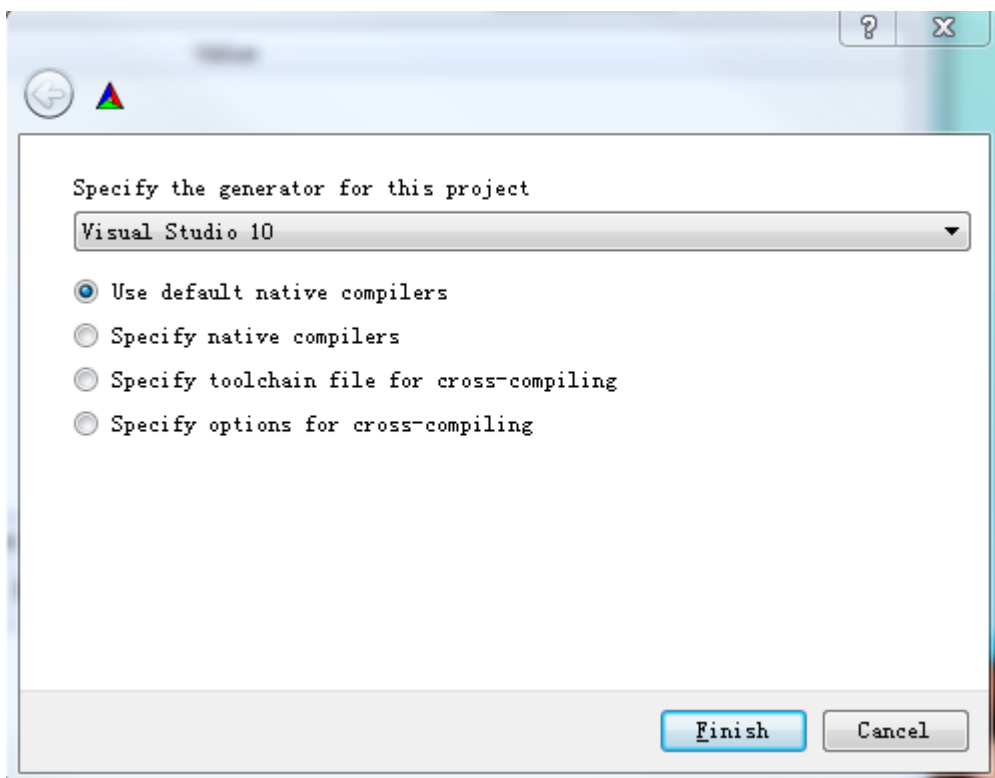 Value
Specify the generator for this project
Visual Studio 10
Use default native compilers
Specify native compilers
Specify toolchain file for cross-compiling
Specify options for cross-compiling
Finish
Cancel